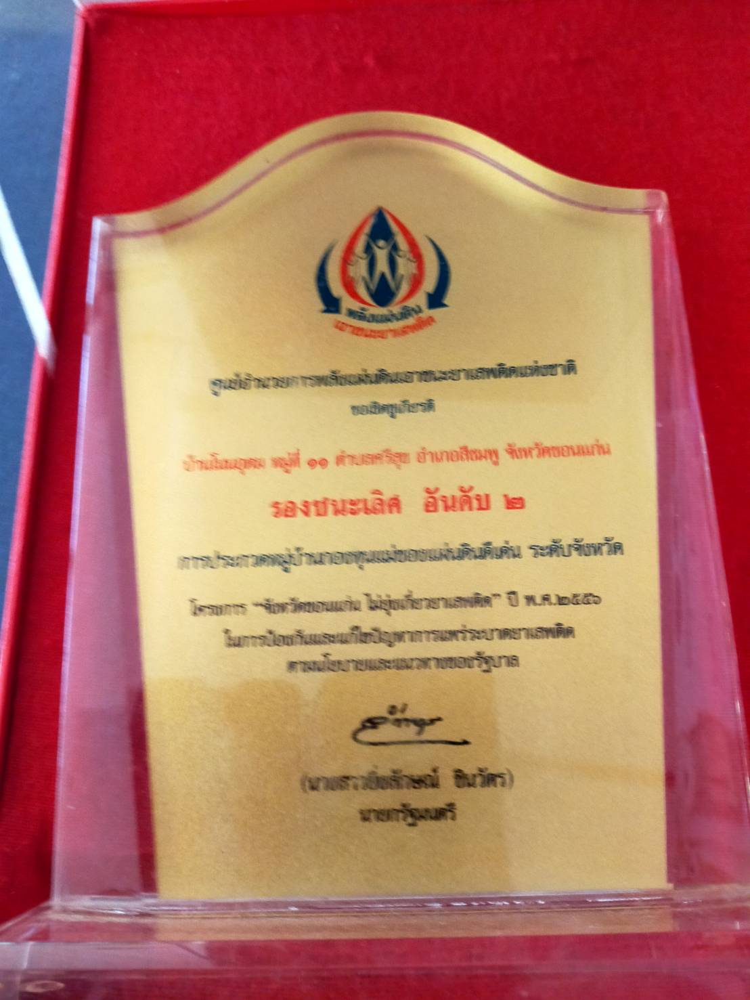 พลังแผ่นดิน
เอาชนะยาเสพติด
ศูนย์อำนวยการพลังแผ่นดินเอาชนะยาเสพติดแห่งชาติ
ขอเชิดชูเกียรติ
บ้านโนนอุดม หมู่ที่ ๑๑ ตำบลศรีสุข อำเภอสีชมพู จังหวัดขอนแก่น
รองชนะเลิศ อันดับ ๒
การประกวดหมู่บ้านกองทุนแม่ของแผ่นดินดีเด่น ระดับจังหวัด
โครงการ "จังหวัดขอนแก่น ไม่ยุ่งเกี่ยวยาเสพติด" ปี พ.ศ.๒๕๕๖
ในการป้องกันและแก้ไขปัญหาการแพร่ระบาดยาเสพติด
ตามนโยบายและแนวทางของรัฐบาล
(นางสาวยิ่งลักษณ์ ชินวัตร)
นายกรัฐมนตรี